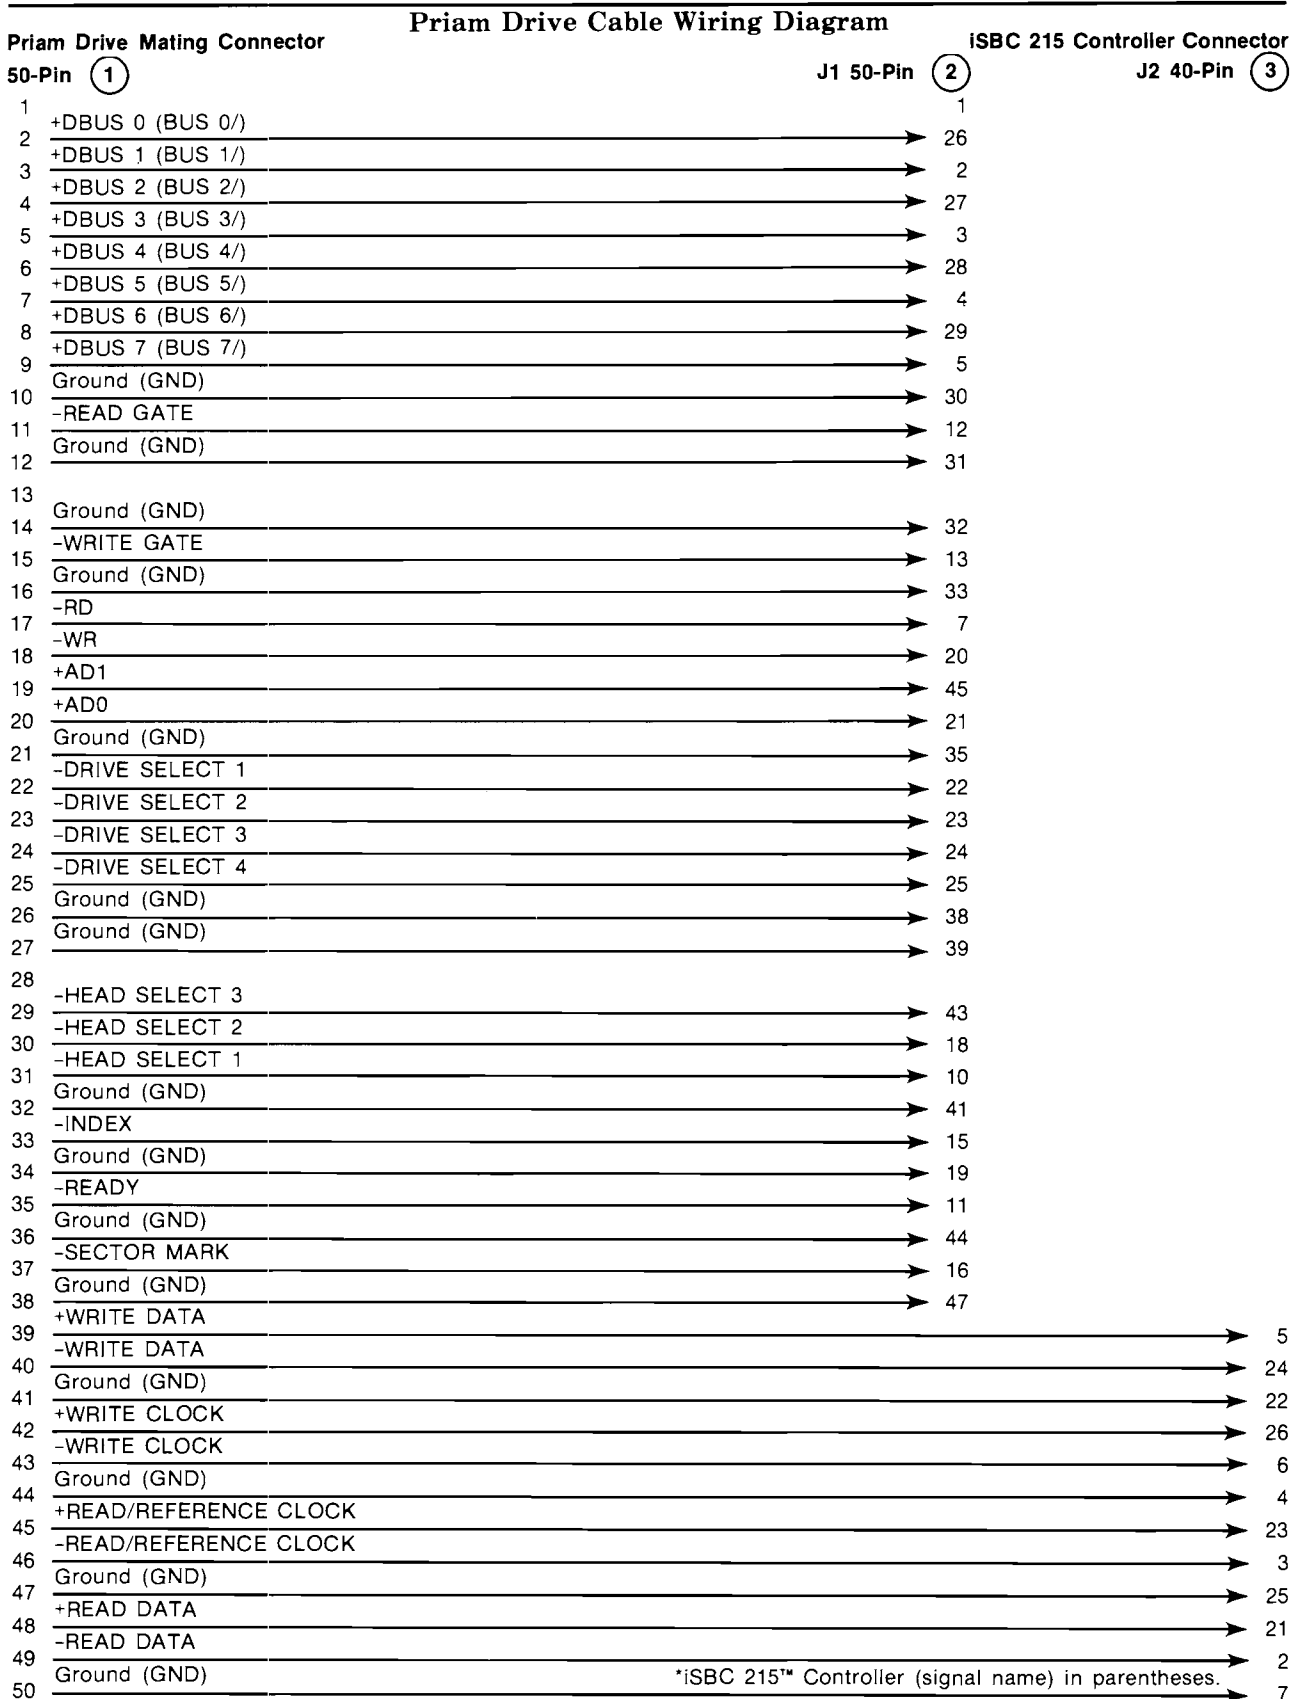 Priam Drive Cable Wiring Diagram
Priam Drive Mating Connector iSBC 215 Controller Connector
50-Pin 1 J1 50-Pin 2 J2 40-Pin 3
1 1
+DBUS 0 (BUS 0/)
2 26
+DBUS 1 (BUS 1/)
3 2
+DBUS 2 (BUS 2/)
4 27
+DBUS 3 (BUS 3/)
5 3
+DBUS 4 (BUS 4/)
6 28
+DBUS 5 (BUS 5/)
7 4
+DBUS 6 (BUS 6/)
8 29
+DBUS 7 (BUS 7/)
9 5
Ground (GND)
10 30
-READ GATE
11 12
Ground (GND)
12 31
13
Ground (GND)
14 32
-WRITE GATE
15 13
Ground (GND)
16 33
-RD
17 7
-WR
18 20
+AD1
19 45
+AD0
20 21
Ground (GND)
21 35
-DRIVE SELECT 1
22 22
-DRIVE SELECT 2
23 23
-DRIVE SELECT 3
24 24
-DRIVE SELECT 4
25 25
Ground (GND)
26 38
Ground (GND)
27 39
28
-HEAD SELECT 3
29 43
-HEAD SELECT 2
30 18
-HEAD SELECT 1
31 10
Ground (GND)
32 41
-INDEX
33 15
Ground (GND)
34 19
-READY
35 11
Ground (GND)
36 44
-SECTOR MARK
37 16
Ground (GND)
38 47
+WRITE DATA
39 5
-WRITE DATA
40 24
Ground (GND)
41 22
+WRITE CLOCK
42 26
-WRITE CLOCK
43 6
Ground (GND)
44 4
+READ/REFERENCE CLOCK
45 23
-READ/REFERENCE CLOCK
46 3
Ground (GND)
47 25
+READ DATA
48 21
-READ DATA
49 2
Ground (GND) *iSBC 215™ Controller (signal name) in parentheses.
50 7